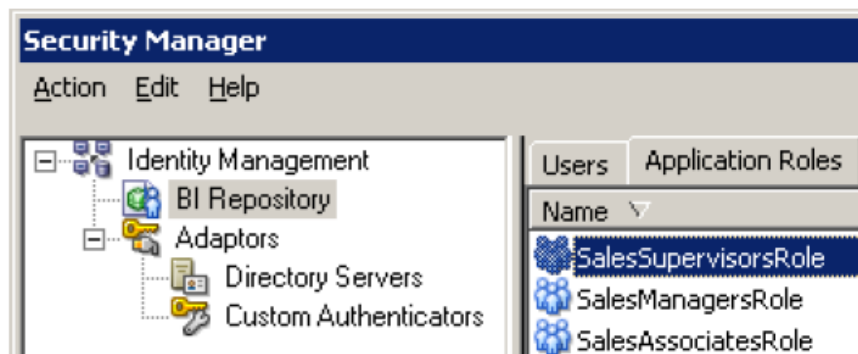 Security Manager
Action Edit Help
Identity Management
BI Repository
Adaptors
Directory Servers
Custom Authenticators
Users Application Roles
Name
SalesSupervisorsRole
SalesManagersRole
SalesAssociatesRole